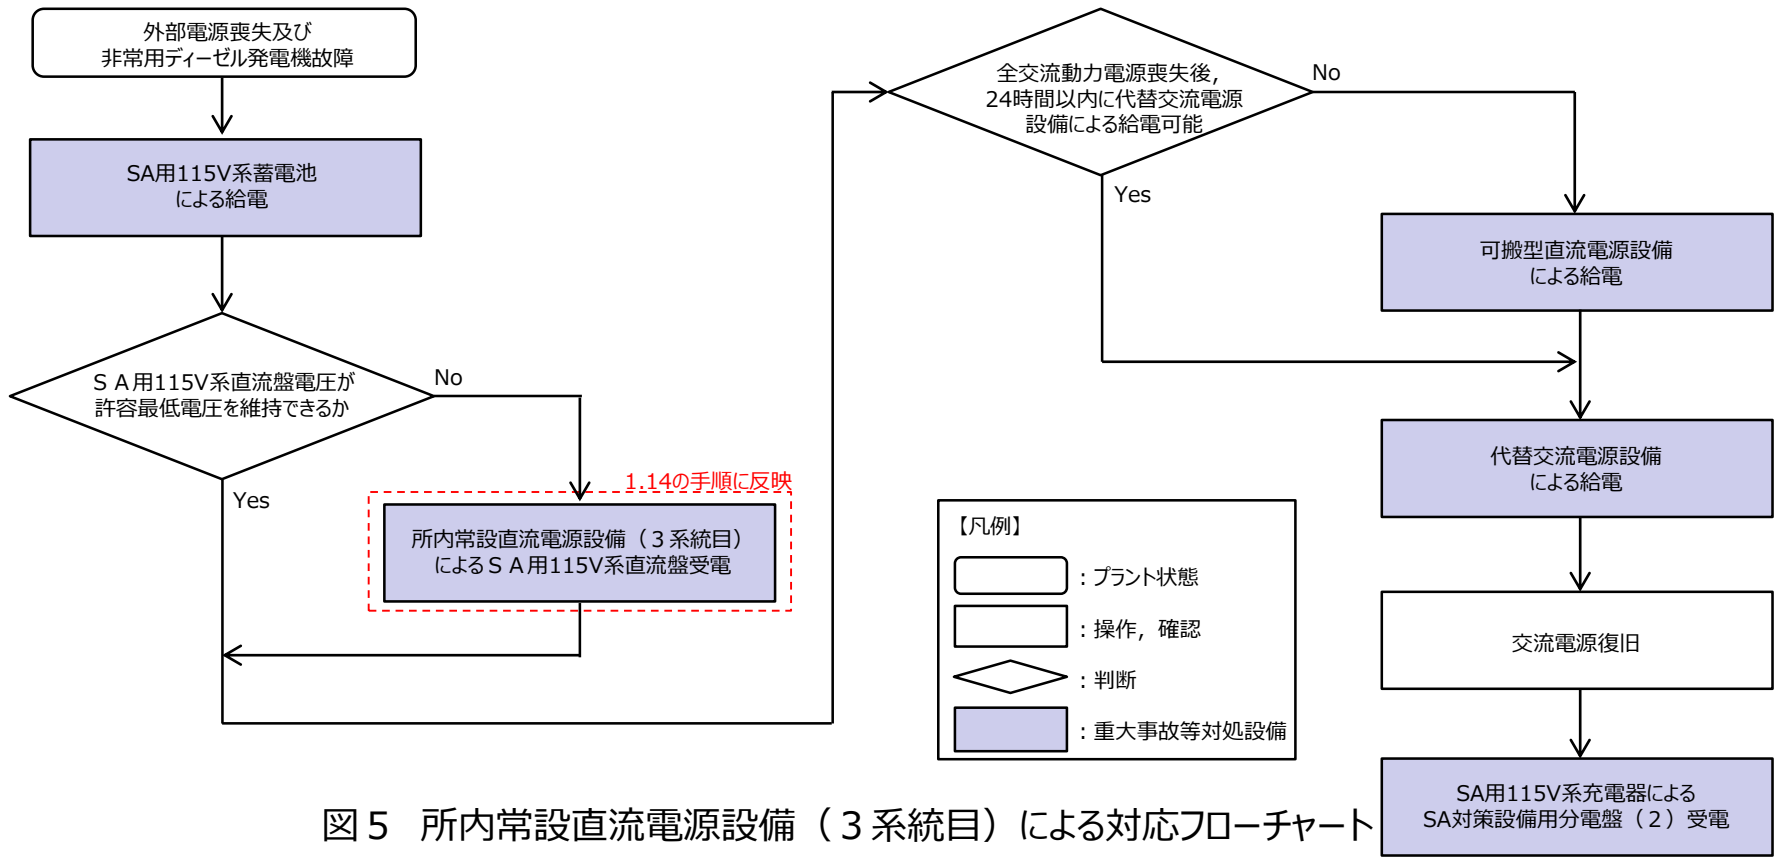 外部電源喪失及び
非常用ディーゼル発電機故障
SA用115V系蓄電池
による給電
ＳＡ用115V系直流盤電圧が
許容最低電圧を維持できるか
No
Yes
1.14の手順に反映
所内常設直流電源設備（３系統目）
によるＳＡ用115V系直流盤受電
全交流動力電源喪失後，
24時間以内に代替交流電源
設備による給電可能
No
Yes
可搬型直流電源設備
による給電
代替交流電源設備
による給電
交流電源復旧
SA用115V系充電器による
SA対策設備用分電盤（２）受電
【凡例】
：プラント状態
：操作，確認
：判断
：重大事故等対処設備
図５　所内常設直流電源設備（３系統目）による対応フローチャート